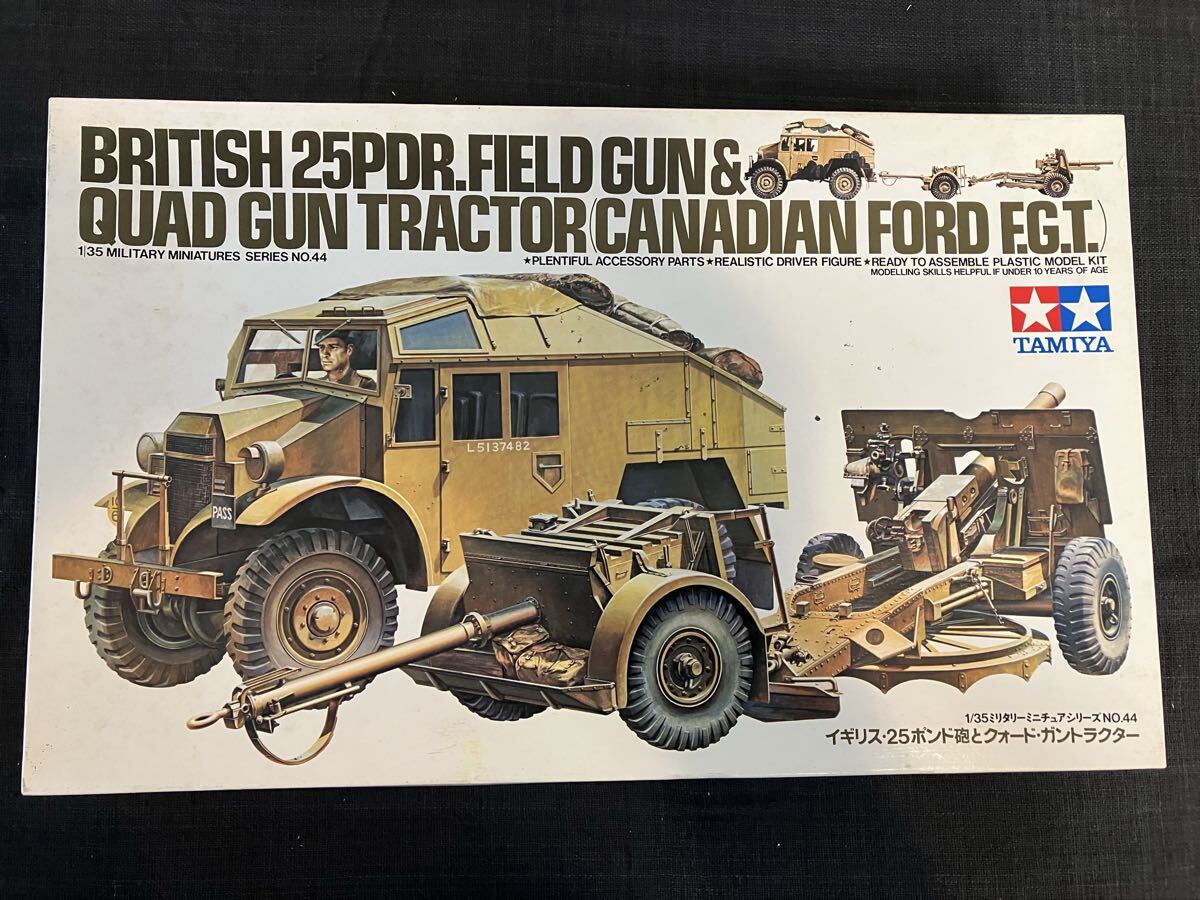 BRITISH 25PDR.FIELD GUN &
QUAD GUN TRACTOR (CANADIAN FORD F.G.T.)
1/35 MILITARY MINIATURES SERIES NO.44
★PLENTIFUL ACCESSORY PARTS ★REALISTIC DRIVER FIGURE ★READY TO ASSEMBLE PLASTIC MODEL KIT
MODELLING SKILLS HELPFUL IF UNDER 10 YEARS OF AGE
TAMIYA
L5137482
PASS
1/35ミリタリーミニチュアシリーズNO.44
イギリス・25ポンド砲とクォード・ガントラクター